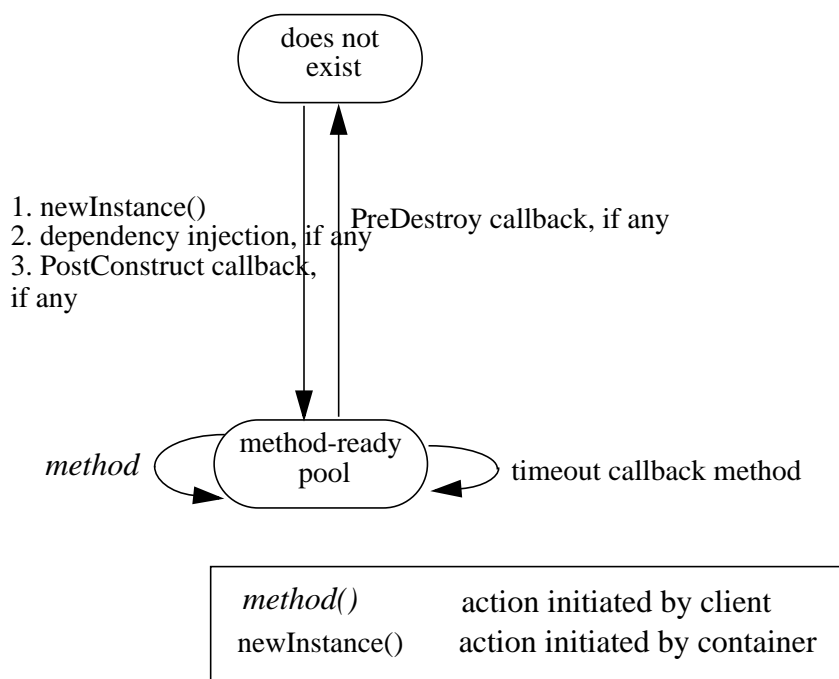 does not
exist
1. newInstance()
2. dependency injection, if any
3. PostConstruct callback,
if any
PreDestroy callback, if any
method-ready
pool
method
timeout callback method
method() action initiated by client
newInstance() action initiated by container